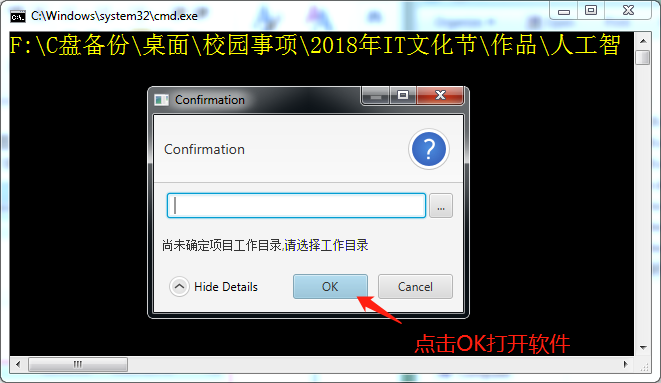 C:\Windows\system32\cmd.exe
F:\C盘备份\桌面\校园事项\2018年IT文化节\作品\人工智
Confirmation
Confirmation
?
...
尚未确定项目工作目录,请选择工作目录
Hide Details
OK
Cancel
点击OK打开软件